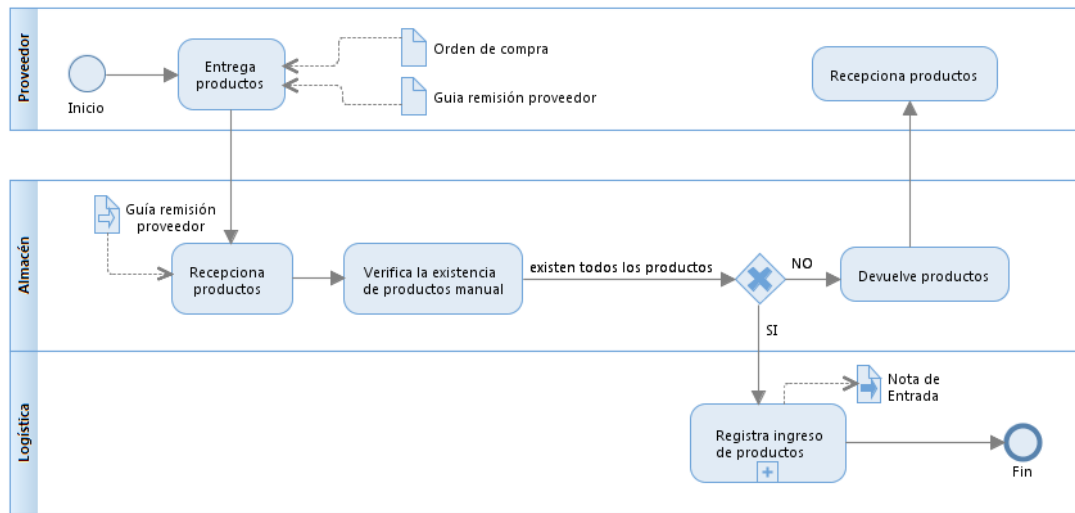 Proveedor
Inicio
Entrega
productos
Orden de compra
Guia remisión proveedor
Recepciona productos
Almacén
Guía remisión
proveedor
Recepciona
productos
Verifica la existencia
de productos manual
existen todos los productos
NO
Devuelve productos
SI
Logística
Registra ingreso
de productos
Nota de
Entrada
Fin